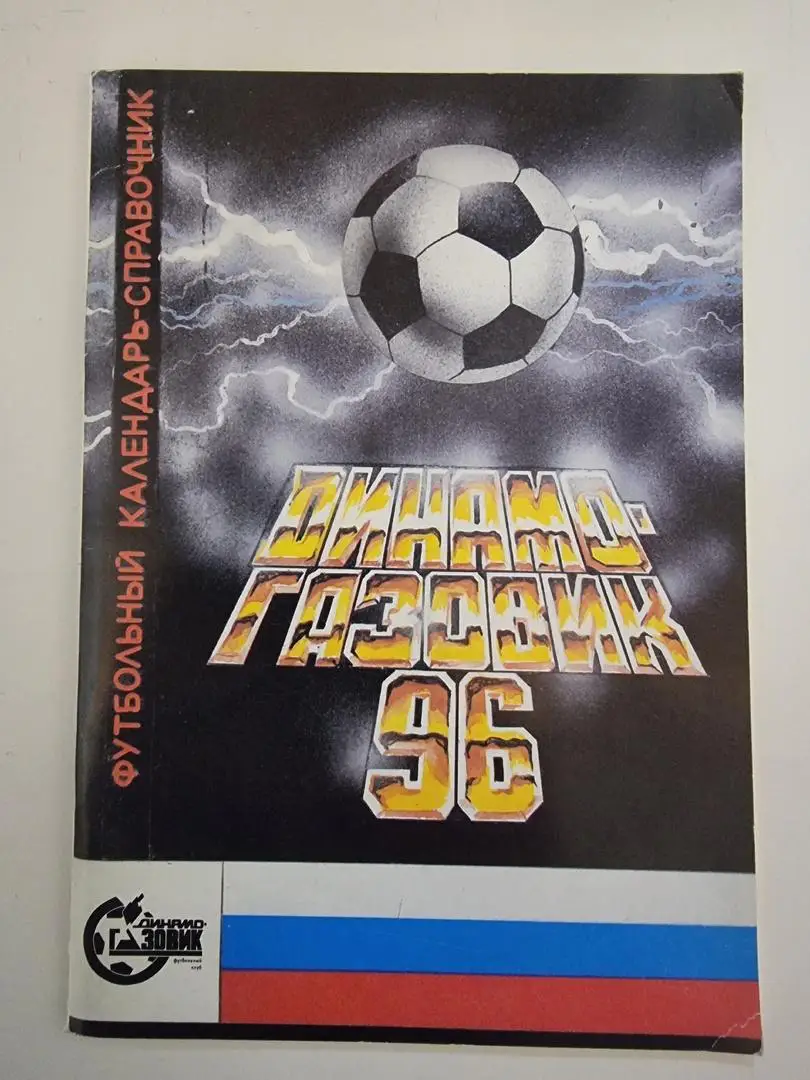 ФУТБОЛЬНЫЙ КАЛЕНДАРЬ-СПРАВОЧНИК
ДИНАМО-
ГАЗОВИК
96
ДИНАМО-
ГАЗОВИК
футбольный
клуб